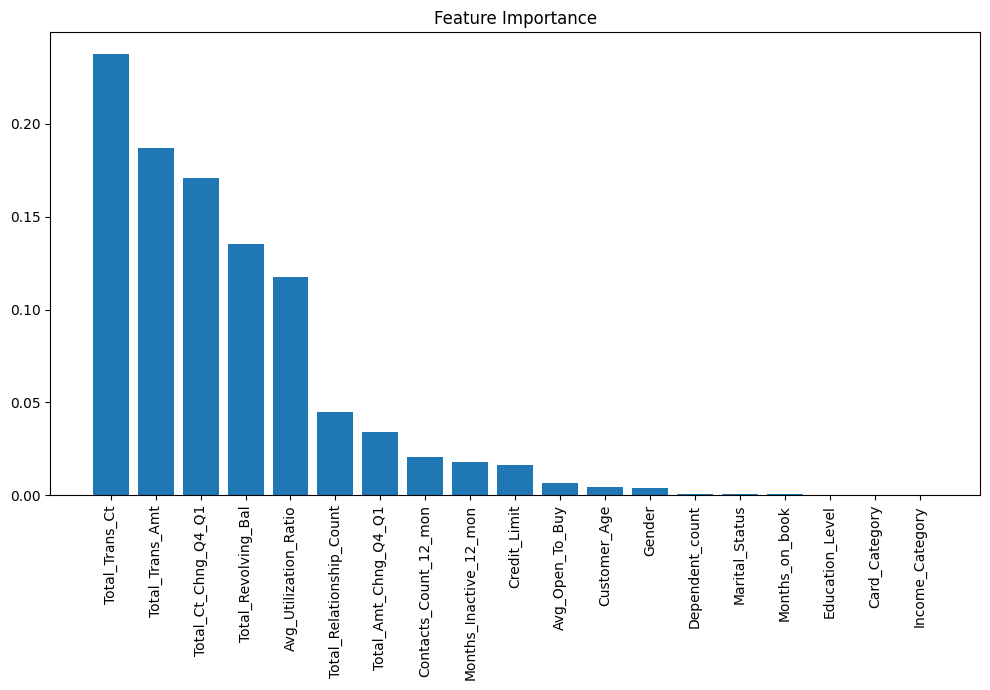 Feature Importance
0.20
0.15
0.10
0.05
0.00
Total_Trans_Ct
Total_Trans_Amt
Total_Ct_Chng_Q4_Q1
Total_Revolving_Bal
Avg_Utilization_Ratio
Total_Relationship_Count
Total_Amt_Chng_Q4_Q1
Contacts_Count_12_mon
Months_Inactive_12_mon
Credit_Limit
Avg_Open_To_Buy
Customer_Age
Gender
Dependent_count
Marital_Status
Months_on_book
Education_Level
Card_Category
Income_Category